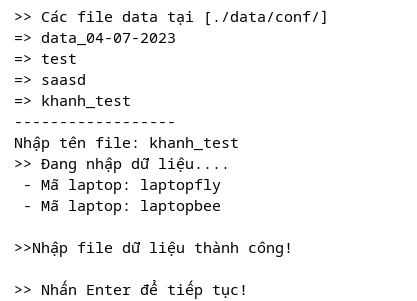 >> Các file data tại [./data/conf/]
=> data_04-07-2023
=> test
=> saasd
=> khanh_test
------------------
Nhập tên file: khanh_test
>> Đang nhập dữ liệu....
 - Mã laptop: laptopfly
 - Mã laptop: laptopbee
>>Nhập file dữ liệu thành công!
>> Nhấn Enter để tiếp tục!